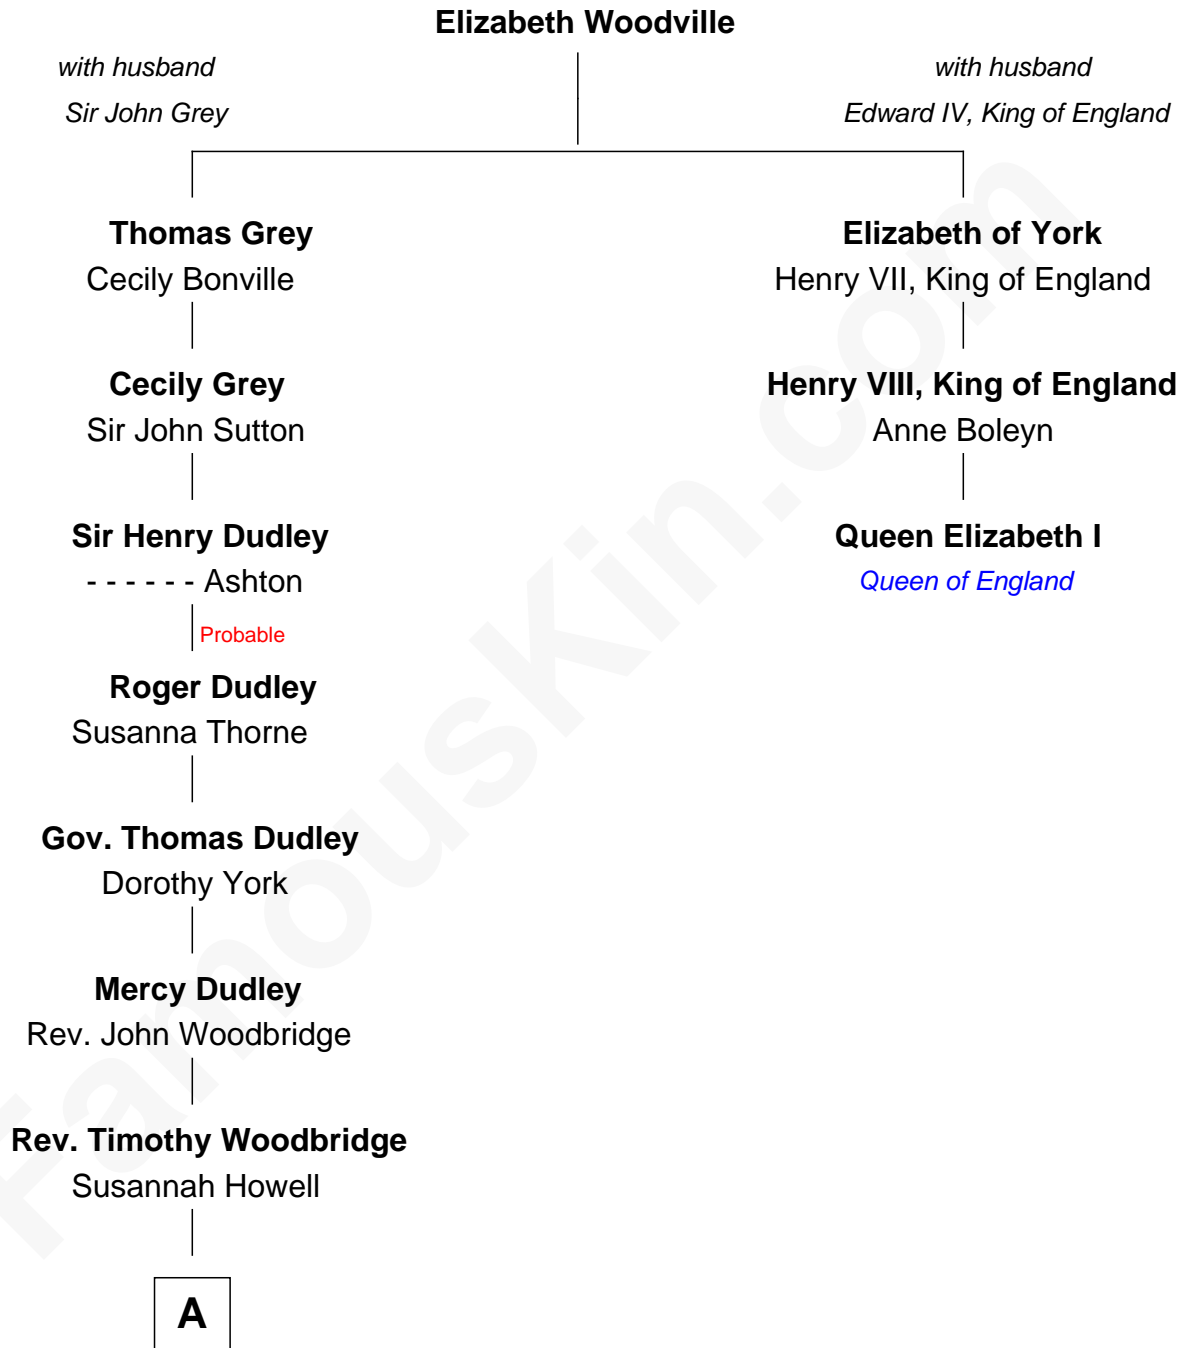 Elizabeth Woodville
with husband
Sir John Grey
with husband
Edward IV, King of England
Thomas Grey
Cecily Bonville
Elizabeth of York
Henry VII, King of England
Cecily Grey
Sir John Sutton
Henry VIII, King of England
Anne Boleyn
Sir Henry Dudley
- - - - - - Ashton
Queen Elizabeth I
Queen of England
Probable
Roger Dudley
Susanna Thorne
Gov. Thomas Dudley
Dorothy York
Mercy Dudley
Rev. John Woodbridge
Rev. Timothy Woodbridge
Susannah Howell
A
FamousKin.com